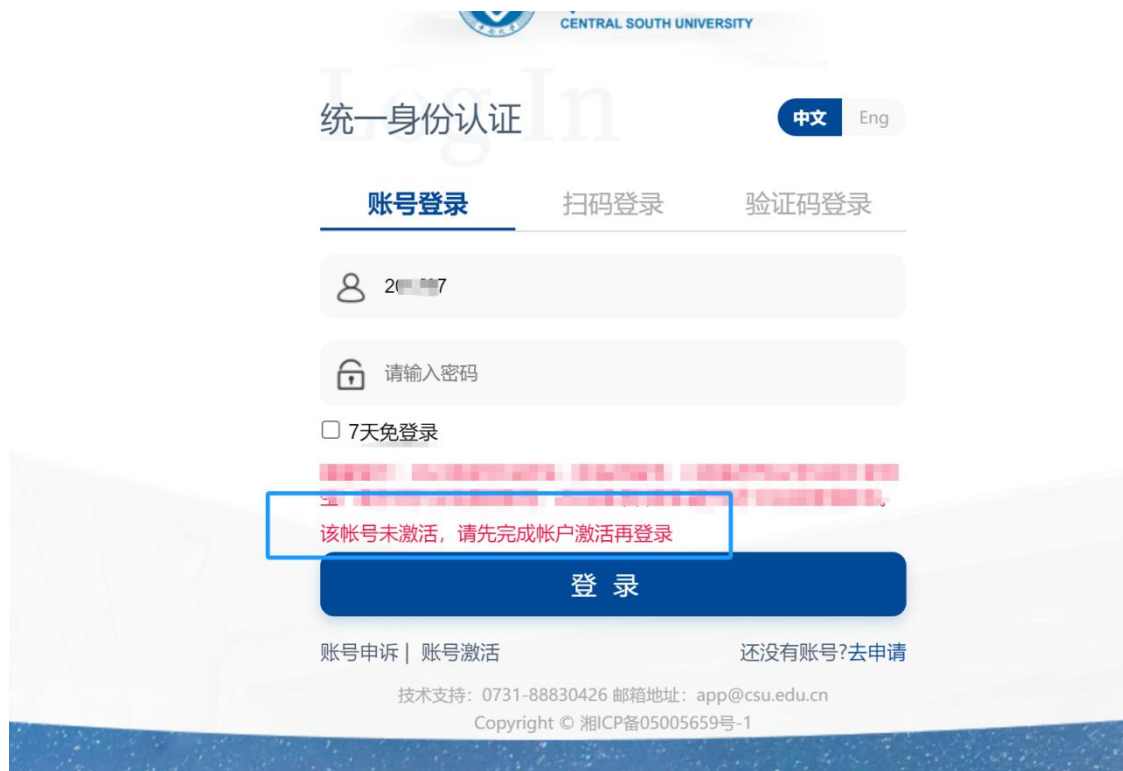 CENTRAL SOUTH UNIVERSITY
Log In
统一身份认证
中文 Eng
账号登录 扫码登录 验证码登录
请输入密码
7天免登录
该帐号未激活，请先完成帐户激活再登录
登 录
账号申诉 | 账号激活 还没有账号?去申请
技术支持：0731-88830426 邮箱地址：app@csu.edu.cn
Copyright © 湘ICP备05005659号-1